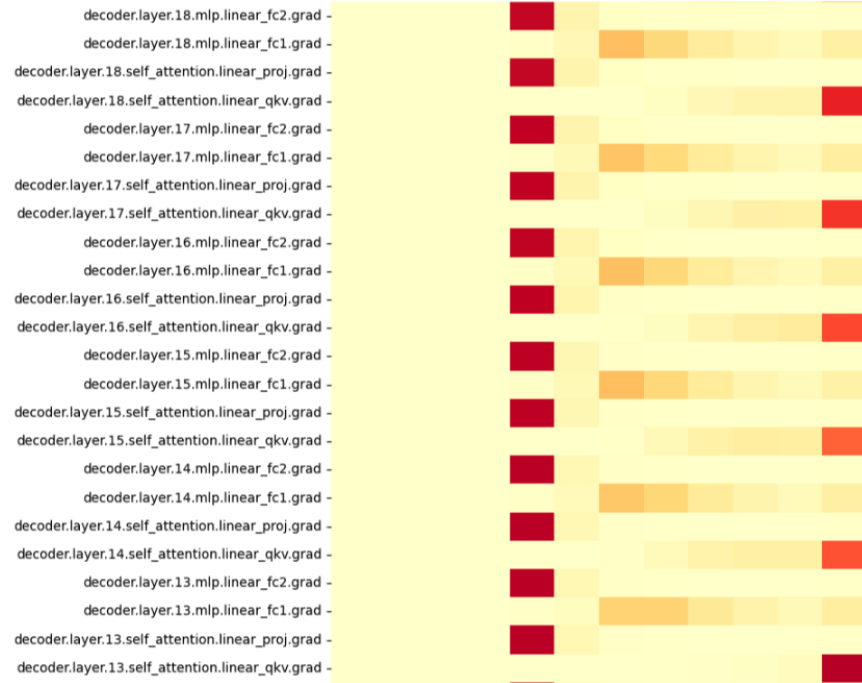 decoder.layer.18.mlp.linear_fc2.grad
decoder.layer.18.mlp.linear_fc1.grad
decoder.layer.18.self_attention.linear_proj.grad
decoder.layer.18.self_attention.linear_qkv.grad
decoder.layer.17.mlp.linear_fc2.grad
decoder.layer.17.mlp.linear_fc1.grad
decoder.layer.17.self_attention.linear_proj.grad
decoder.layer.17.self_attention.linear_qkv.grad
decoder.layer.16.mlp.linear_fc2.grad
decoder.layer.16.mlp.linear_fc1.grad
decoder.layer.16.self_attention.linear_proj.grad
decoder.layer.16.self_attention.linear_qkv.grad
decoder.layer.15.mlp.linear_fc2.grad
decoder.layer.15.mlp.linear_fc1.grad
decoder.layer.15.self_attention.linear_proj.grad
decoder.layer.15.self_attention.linear_qkv.grad
decoder.layer.14.mlp.linear_fc2.grad
decoder.layer.14.mlp.linear_fc1.grad
decoder.layer.14.self_attention.linear_proj.grad
decoder.layer.14.self_attention.linear_qkv.grad
decoder.layer.13.mlp.linear_fc2.grad
decoder.layer.13.mlp.linear_fc1.grad
decoder.layer.13.self_attention.linear_proj.grad
decoder.layer.13.self_attention.linear_qkv.grad